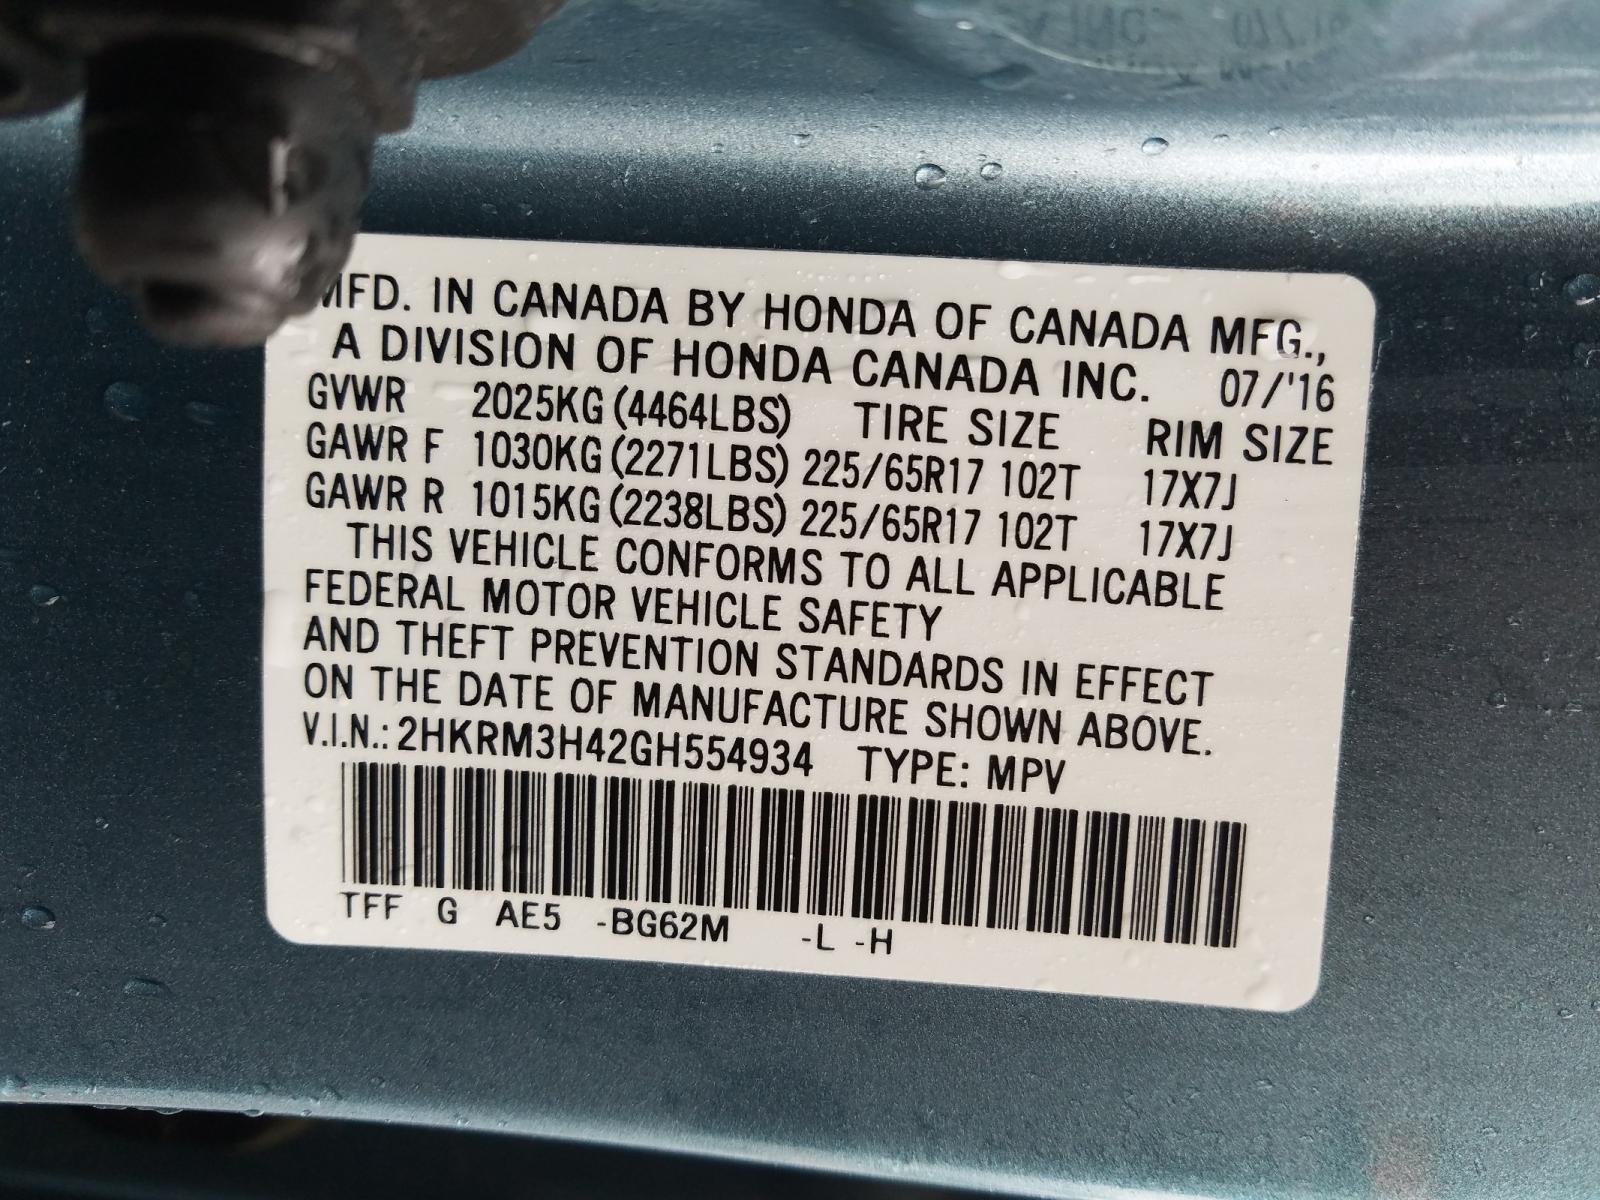 MFD. IN CANADA BY HONDA OF CANADA MFG.,
A DIVISION OF HONDA CANADA INC. 07/'16
GVWR 2025KG (4464LBS) TIRE SIZE RIM SIZE
GAWR F 1030KG (2271LBS) 225/65R17 102T 17X7J
GAWR R 1015KG (2238LBS) 225/65R17 102T 17X7J
THIS VEHICLE CONFORMS TO ALL APPLICABLE
FEDERAL MOTOR VEHICLE SAFETY
AND THEFT PREVENTION STANDARDS IN EFFECT
ON THE DATE OF MANUFACTURE SHOWN ABOVE.
V.I.N.: 2HKRM3H42GH554934 TYPE: MPV
TFF G AE5 -BG62M -L -H